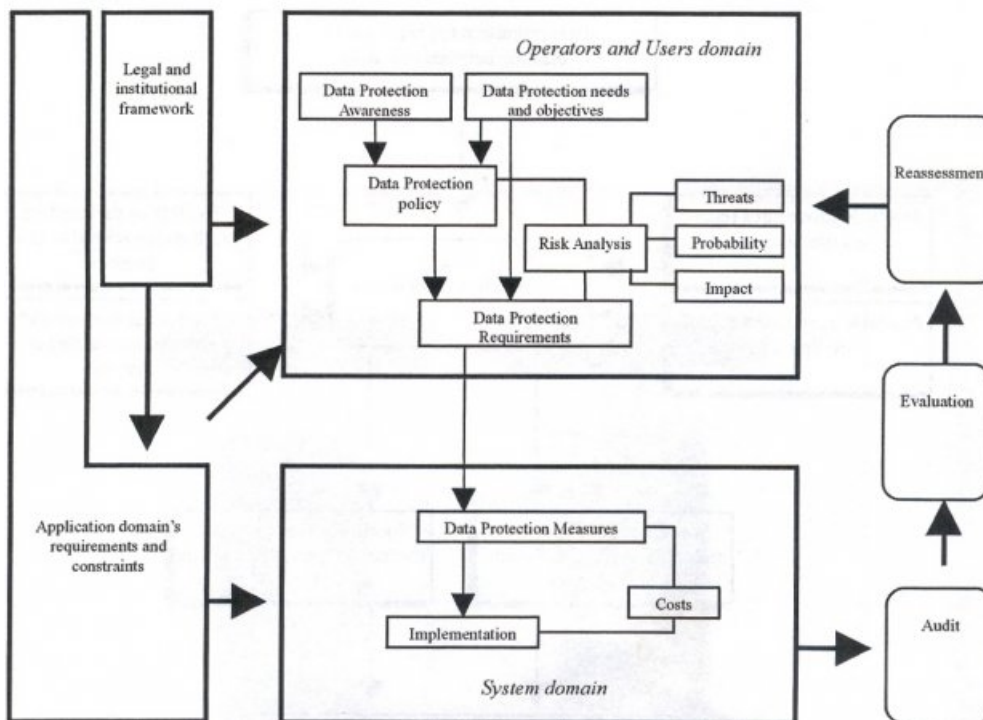 Legal and
institutional
framework
Operators and Users domain
Data Protection
Awareness
Data Protection needs
and objectives
Data Protection
policy
Risk Analysis
Threats
Probability
Impact
Data Protection
Requirements
Reassessment
Evaluation
Audit
Application domain's
requirements and
constraints
Data Protection Measures
Costs
Implementation
System domain